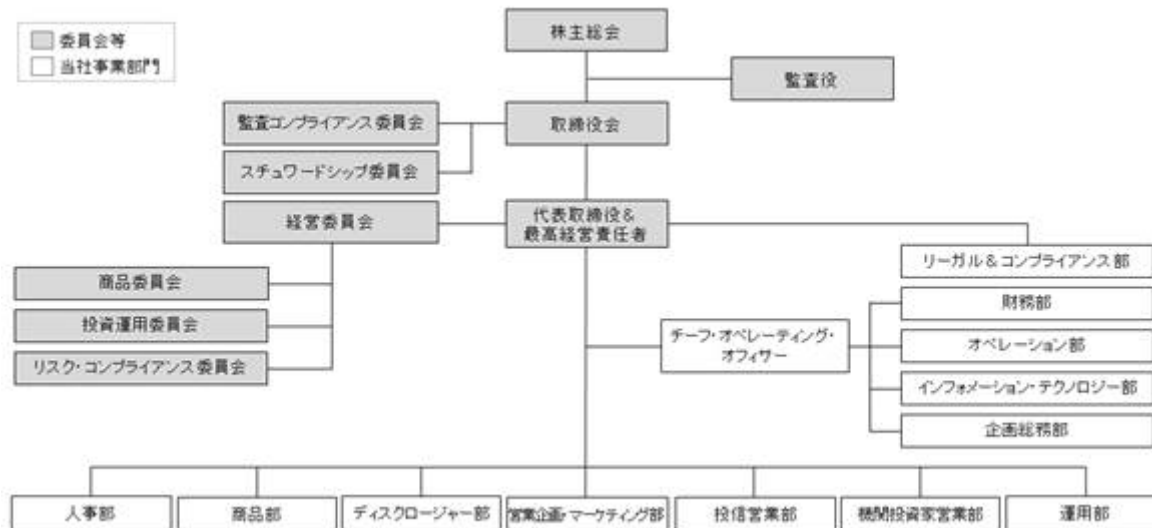 委員会等
当社事業部門
株主総会
監査役
監査コンプライアンス委員会
取締役会
スチュワードシップ委員会
経営委員会
代表取締役&
最高経営責任者
リーガル&コンプライアンス部
商品委員会
財務部
投資運用委員会
チーフ・オペレーティング・
オフィサー
オペレーション部
リスク・コンプライアンス委員会
インフォメーション・テクノロジー部
企画総務部
人事部
商品部
ディスクロージャー部
営業企画・マーケティング部
投信営業部
機関投資家営業部
運用部